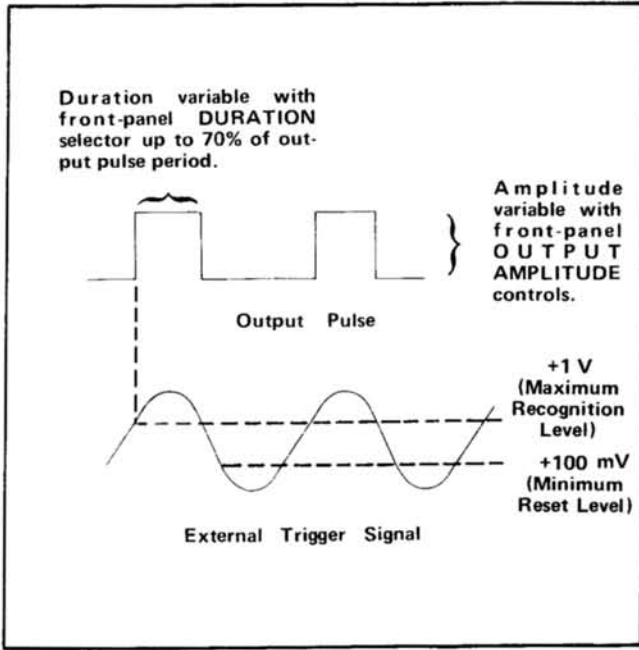 Duration variable with
front-panel DURATION
selector up to 70% of out-
put pulse period.
Amplitude
variable with
front-panel
OUTPUT
AMPLITUDE
controls.
Output Pulse
+1 V
(Maximum
Recognition
Level)
+100 mV
(Minimum
Reset Level)
External Trigger Signal